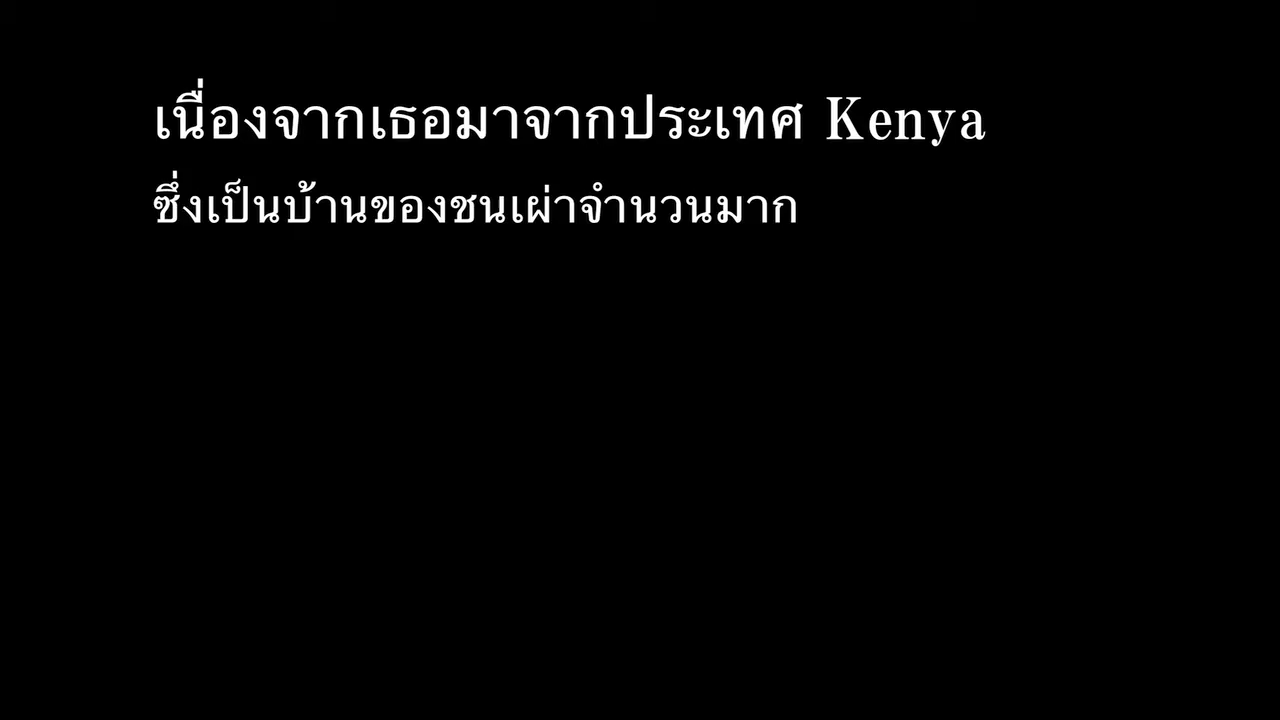 เนื่องจากเธอมาจากประเทศ Kenya
ซึ่งเป็นบ้านของชนเผ่าจำนวนมาก